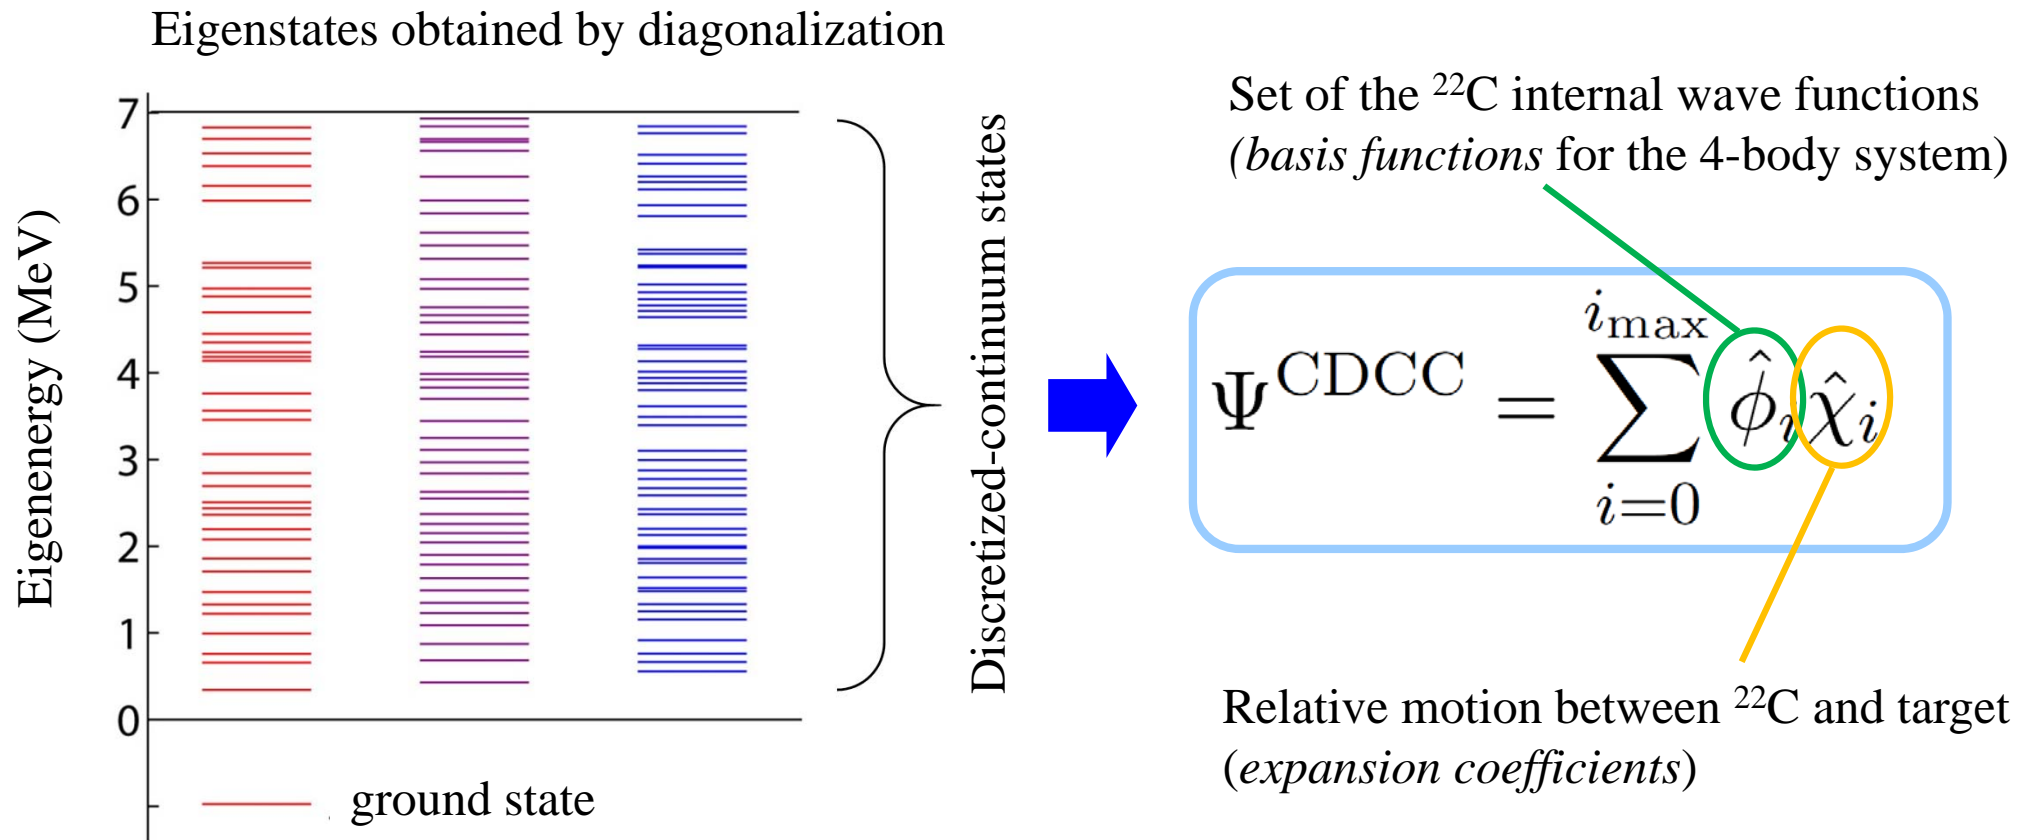 Eigenstates obtained by diagonalization
Eigenenergy (MeV)
7
6
5
4
3
2
1
0
ground state
Discretized-continuum states
Set of the ²²C internal wave functions
(basis functions for the 4-body system)
Ψ^CDCC = ∑_{i=0}^{i_max} φ̂_i χ̂_i
Relative motion between ²²C and target
(expansion coefficients)